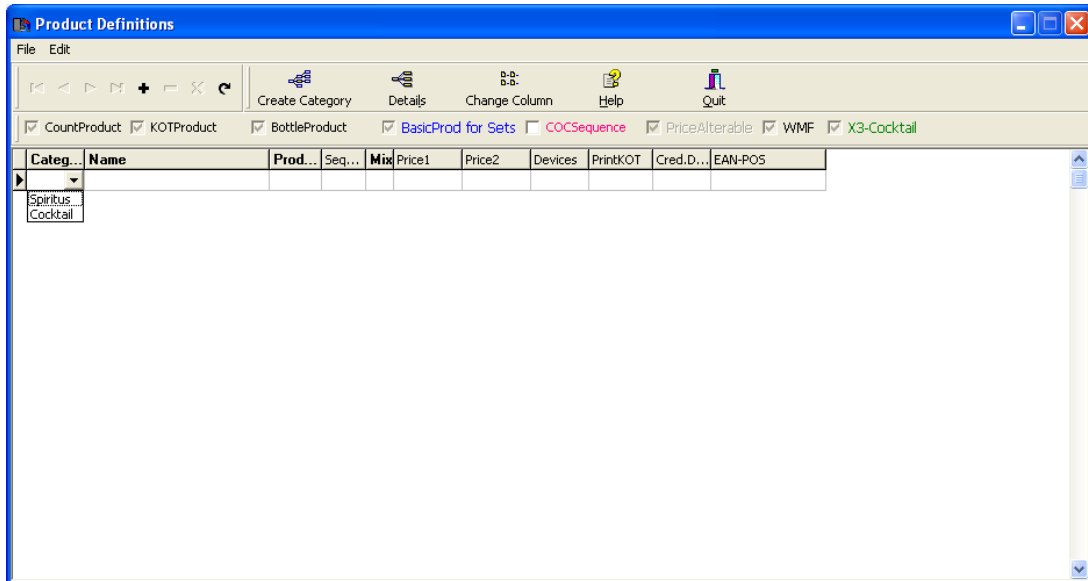 Product Definitions
File Edit
Create Category Details Change Column Help Quit
CountProduct KOTProduct BottleProduct BasicProd for Sets COCSequence PriceAlterable WMF X3-Cocktail
Categ... Name Prod... Seq... Mix Price1 Price2 Devices PrintKOT Cred.D... EAN-POS
Spiritus
Cocktail